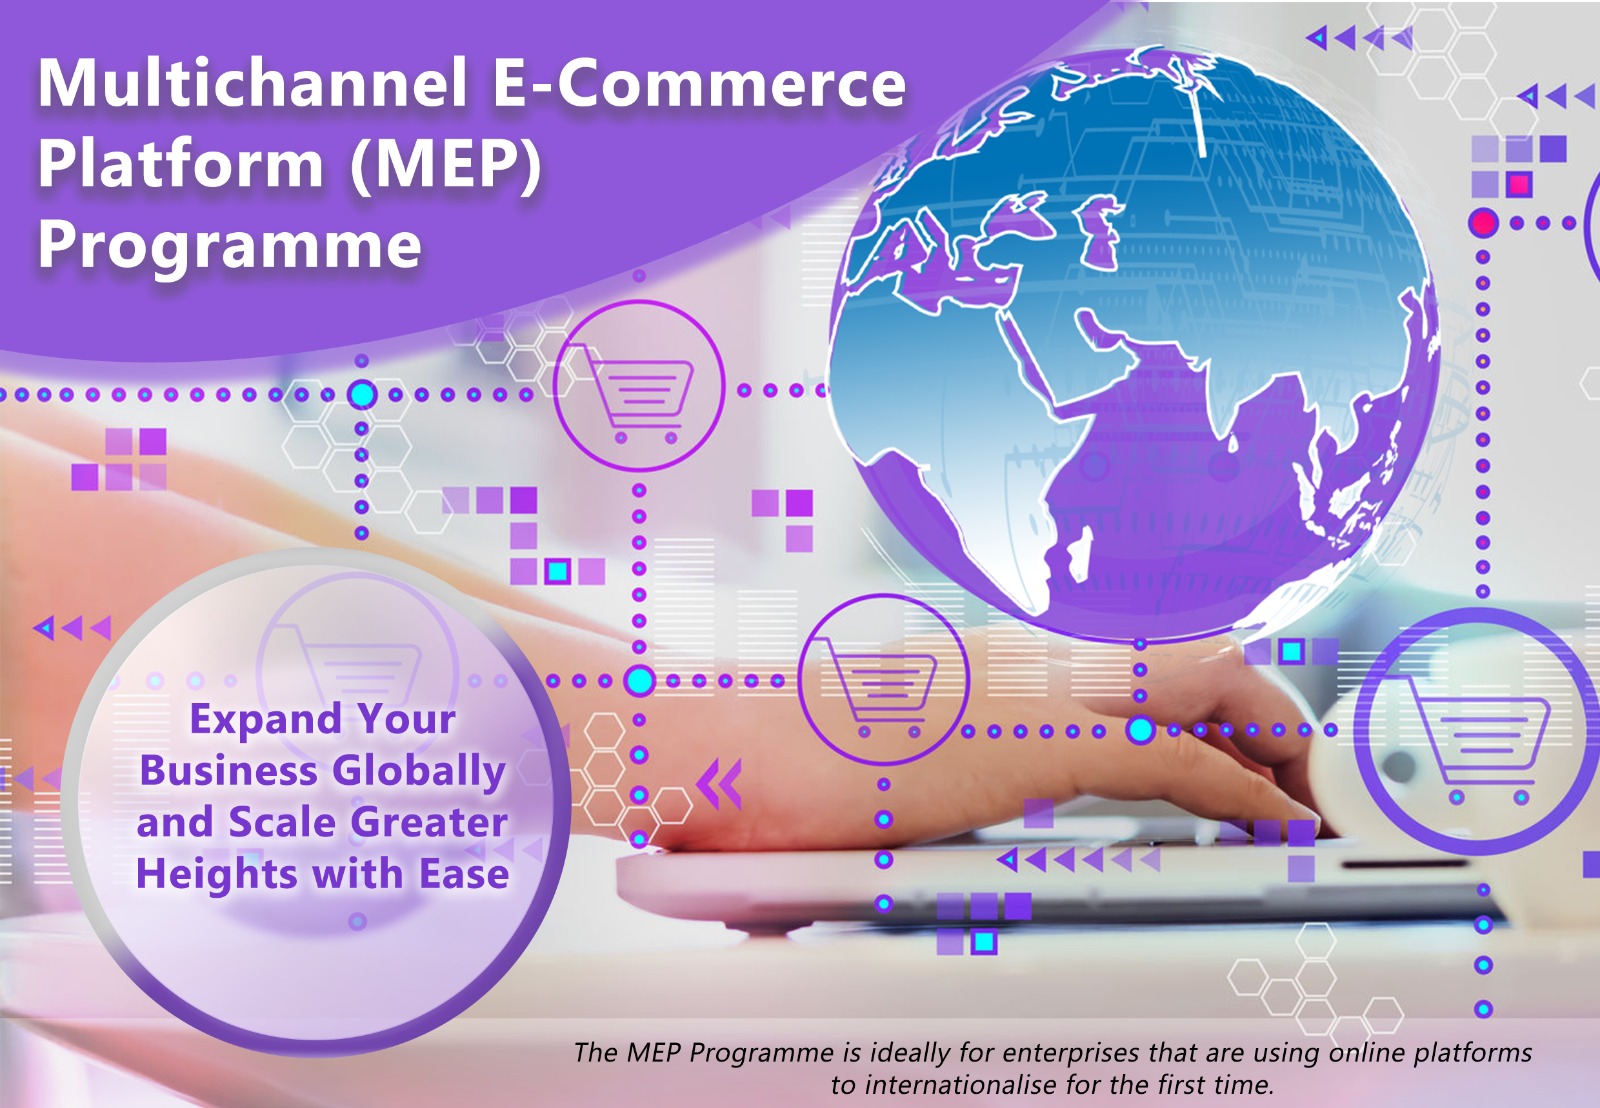 Multichannel E-Commerce
Platform (MEP)
Programme
Expand Your
Business Globally
and Scale Greater
Heights with Ease
The MEP Programme is ideally for enterprises that are using online platforms
to internationalise for the first time.